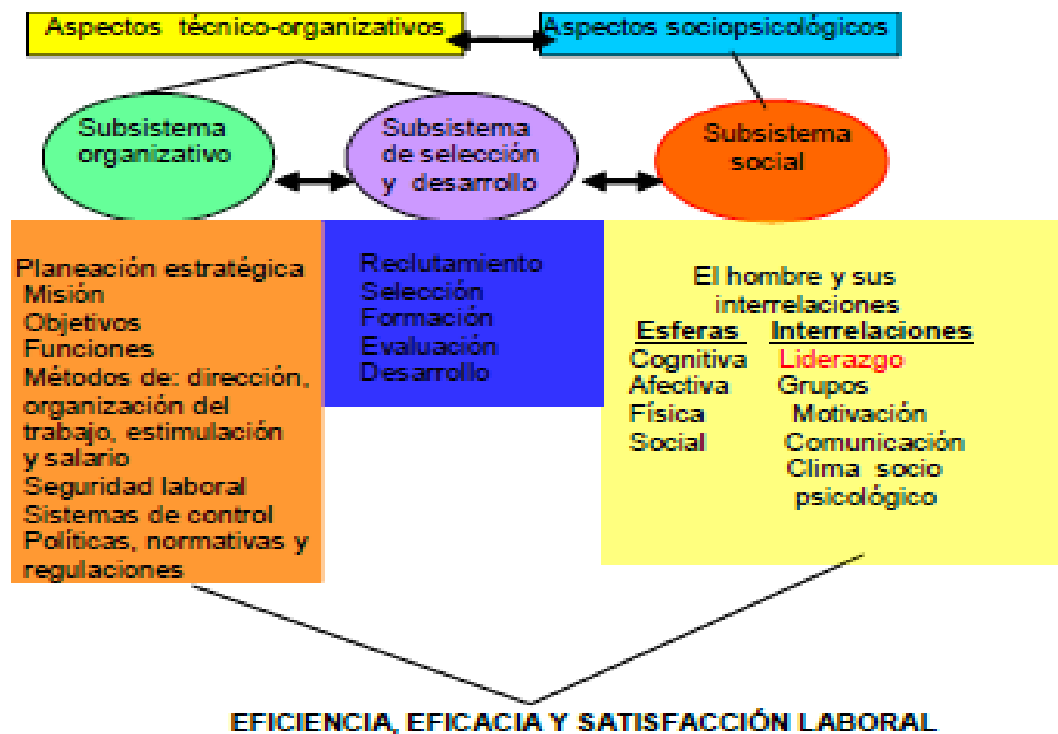 Aspectos técnico-organizativos
Aspectos sociopsicológicos
Subsistema
organizativo
Subsistema
de selección
y desarrollo
Subsistema
social
Planeación estratégica
Misión
Objetivos
Funciones
Métodos de: dirección,
organización del
trabajo, estimulación
y salario
Seguridad laboral
Sistemas de control
Políticas, normativas y
regulaciones
Reclutamiento
Selección
Formación
Evaluación
Desarrollo
El hombre y sus
interrelaciones
Esferas Interrelaciones
Cognitiva Liderazgo
Afectiva Grupos
Física Motivación
Social Comunicación
Clima socio
psicológico
EFICIENCIA, EFICACIA Y SATISFACCIÓN LABORAL